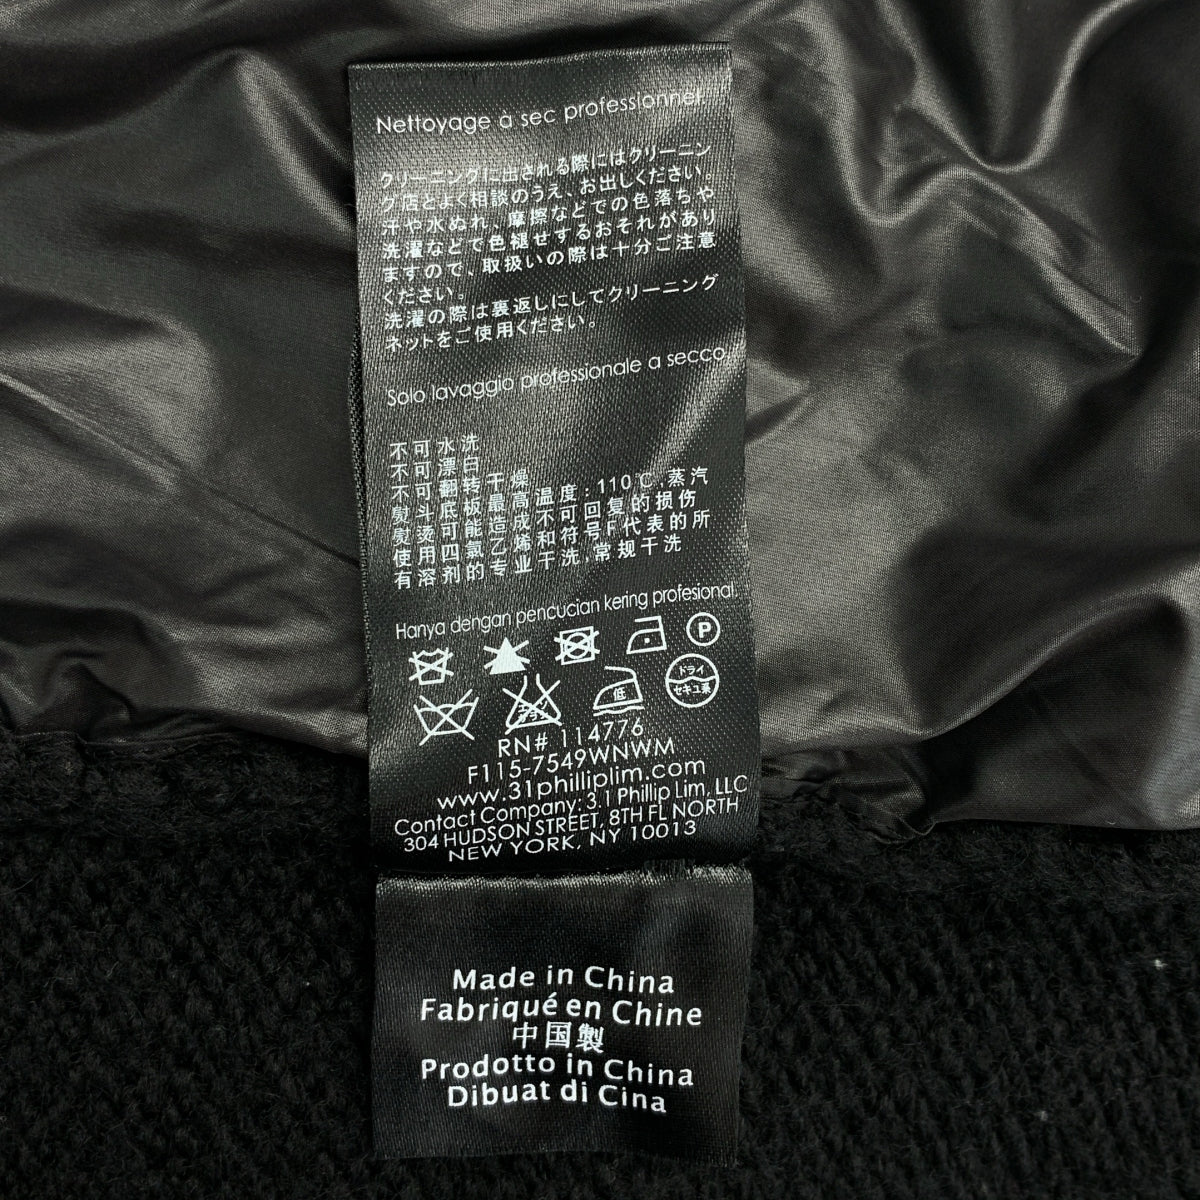 Nettoyage à sec professionnel.
クリーニングに出される際にはクリーニン
グ店とよく相談のうえ、お出しください。
汗や水ぬれ、摩擦などでの色落ちや
洗濯などで色褪せするおそれがあり
ますので、取扱いの際は十分ご注意
ください。
洗濯の際は裏返しにしてクリーニング
ネットをご使用ください。
Solo lavaggio professionale a secco.
不可水洗
不可漂白
不可翻转干燥
熨斗底板最高温度:110℃,蒸汽
熨烫可能造成不可回复的损伤
使用四氯乙烯和符号F代表的所
有溶剂的专业干洗,常规干洗
Hanya dengan pencucian kering profesional.
P
ドライ
セキユ系
低
RN# 114776
F115-7549WNWM
www.31philliplim.com
Contact Company: 3.1 Phillip Lim, LLC
304 HUDSON STREET, 8TH FL NORTH
NEW YORK, NY 10013
Made in China
Fabriqué en Chine
中国製
Prodotto in China
Dibuat di Cina